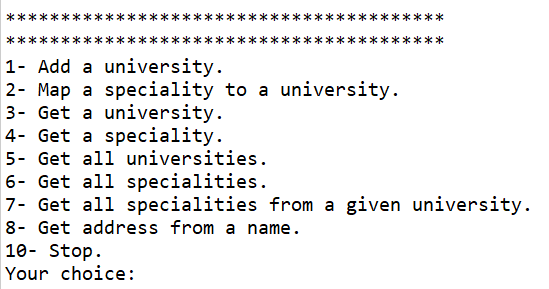 ****************************************
****************************************
1- Add a university.
2- Map a speciality to a university.
3- Get a university.
4- Get a speciality.
5- Get all universities.
6- Get all specialities.
7- Get all specialities from a given university.
8- Get address from a name.
10- Stop.
Your choice: